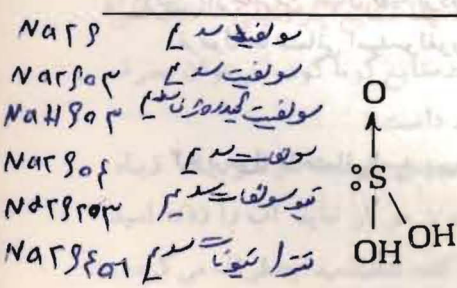 Na۲S سولفید سدیم
Na۲SO۳ سولفیت سدیم
NaHSO۳ سولفیت هیدروژن سدیم
Na۲SO۴ سولفات سدیم
Na۲S۲O۳ تیوسولفات سدیم
Na۲S۴O۶ تترا تیونات سدیم
O
S
OH OH